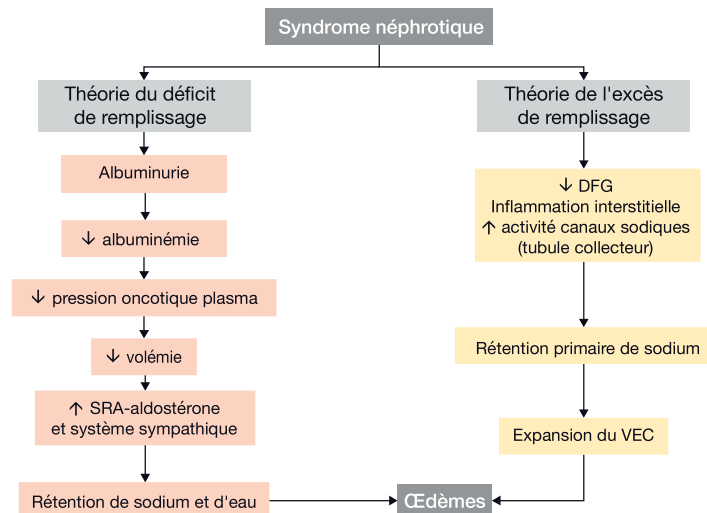 Syndrome néphrotique
Théorie du déficit
de remplissage
Albuminurie
↓ albuminémie
↓ pression oncotique plasma
↓ volémie
↑ SRA-aldostérone
et système sympathique
Rétention de sodium et d'eau
Théorie de l'excès
de remplissage
↓ DFG
Inflammation interstitielle
↑ activité canaux sodiques
(tubule collecteur)
Rétention primaire de sodium
Expansion du VEC
Œdèmes